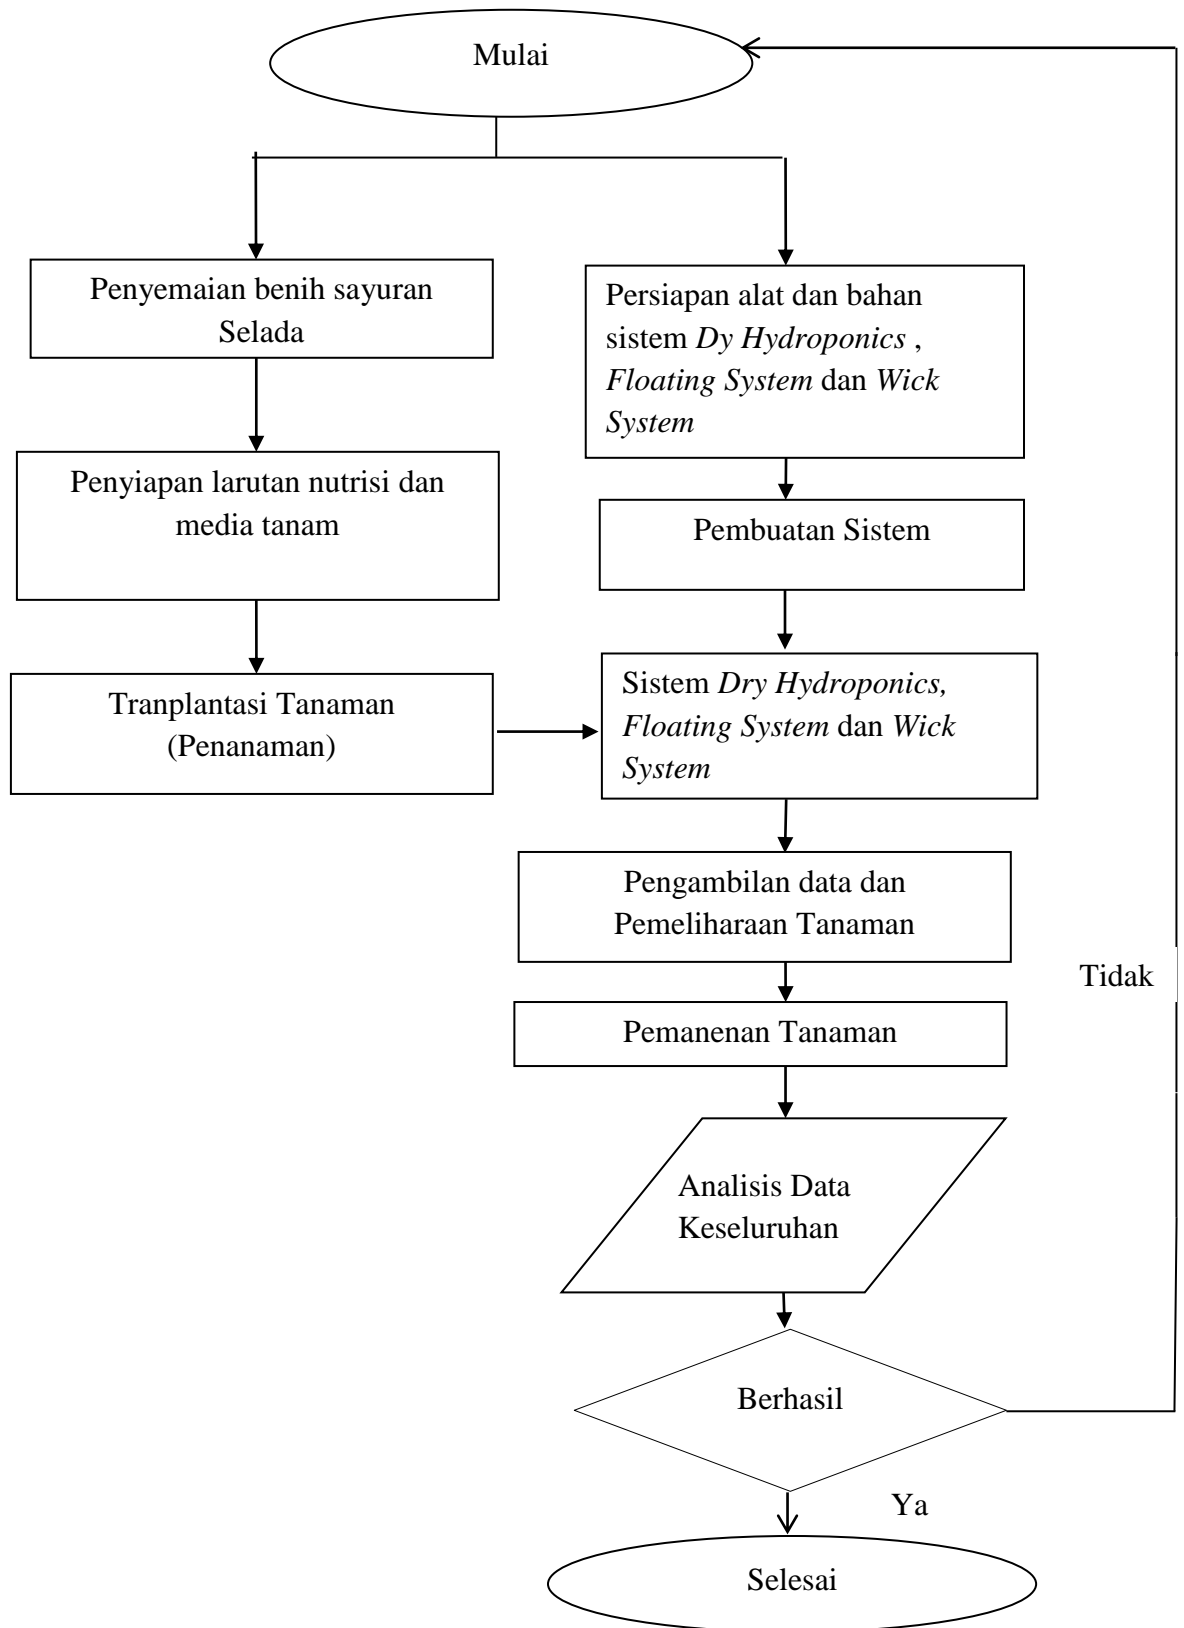 Mulai
Penyemaian benih sayuran
Selada
Persiapan alat dan bahan
sistem Dy Hydroponics ,
Floating System dan Wick
System
Penyiapan larutan nutrisi dan
media tanam
Pembuatan Sistem
Tranplantasi Tanaman
(Penanaman)
Sistem Dry Hydroponics,
Floating System dan Wick
System
Pengambilan data dan
Pemeliharaan Tanaman
Tidak
Pemanenan Tanaman
Analisis Data
Keseluruhan
Berhasil
Ya
Selesai